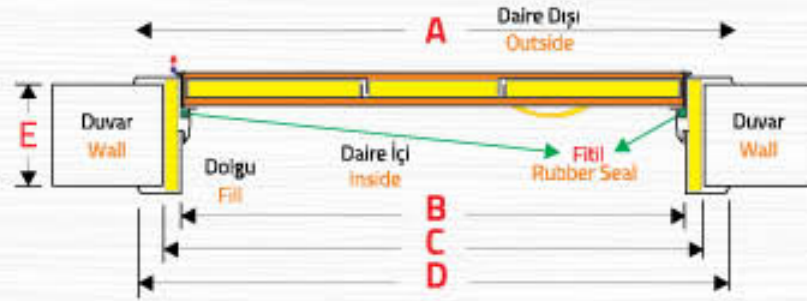 Daire Dışı
A
Outside
E
Duvar
Wall
Duvar
Wall
Dolgu
Fill
Daire İçi
Inside
Fitil
Rubber Seal
B
C
D